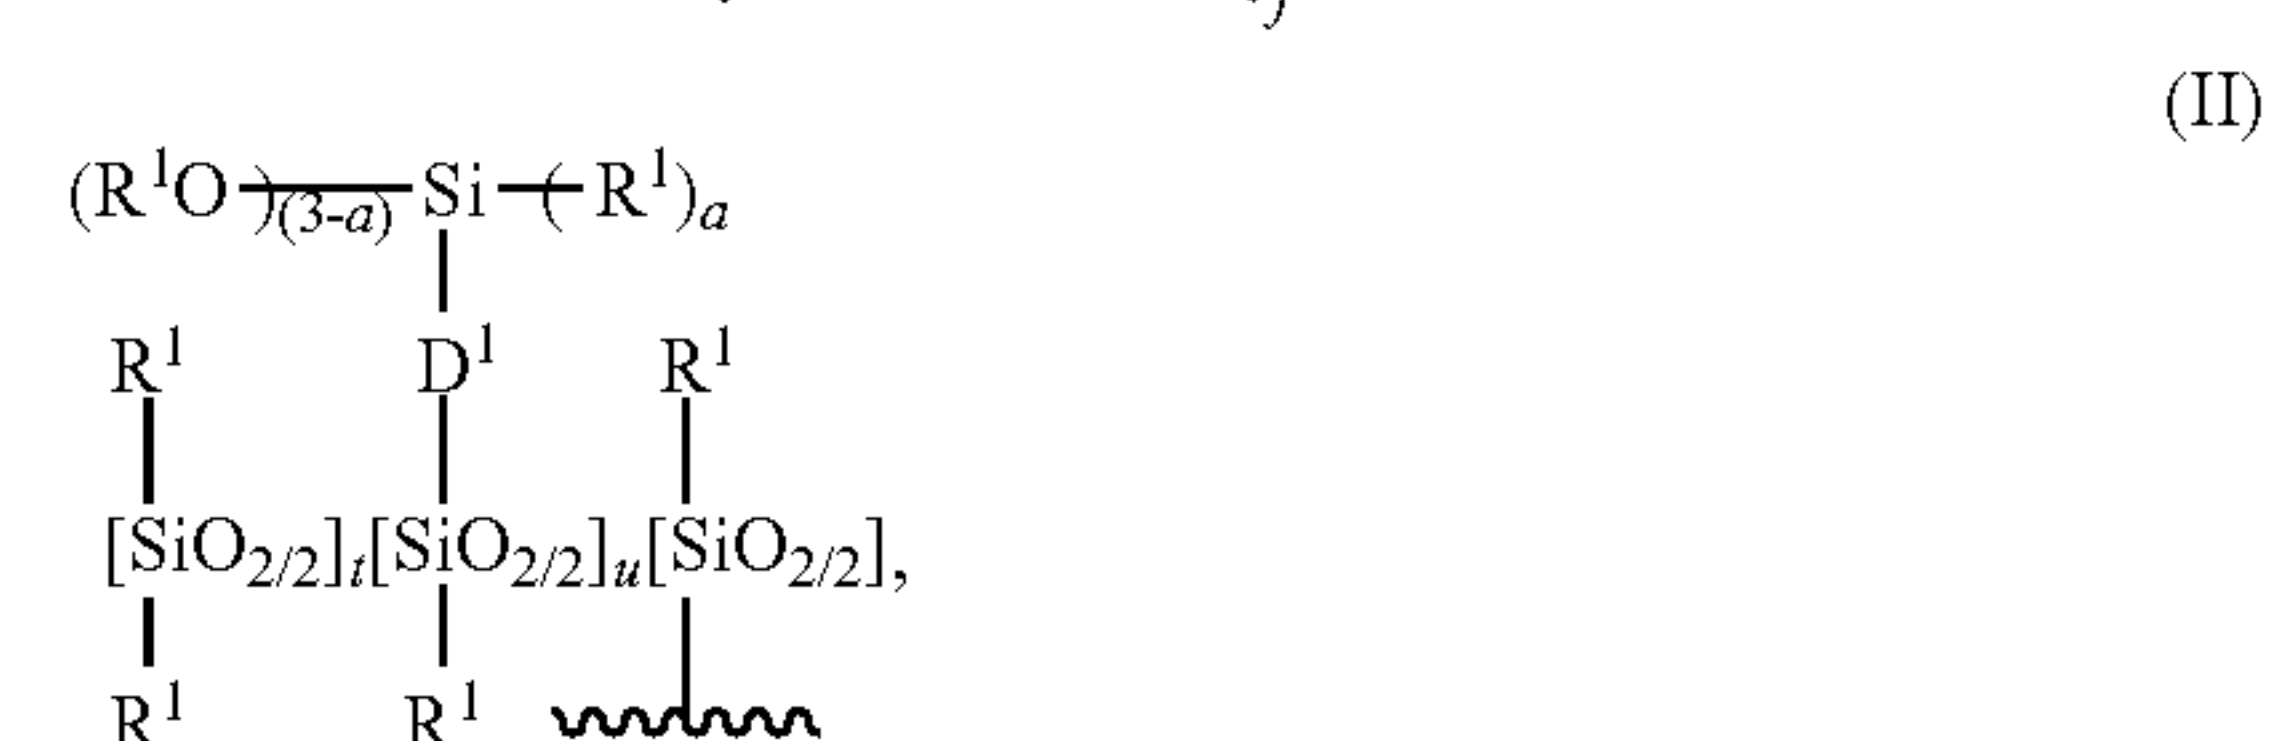 (II)
(R¹O)(3-a) Si (R¹)a
R¹ D¹ R¹
[SiO2/2]t[SiO2/2]u[SiO2/2],
R¹ R¹